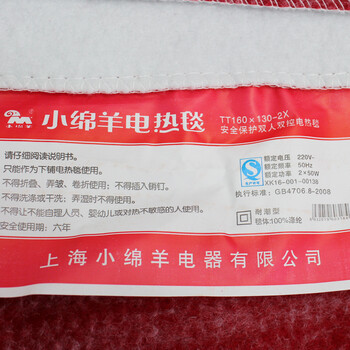 小绵羊
小绵羊电热毯
TT160×130-2X
安全保护双人双控电热毯
请仔细阅读说明书。
只能作为下铺电热毯使用。
不得折叠、弄皱、卷折使用；不得插入销钉。
不得洗涤或干洗；弄湿时不得使用。
不得让不能自理人员、婴幼儿或对热不敏感的人使用。
安全使用期：六年
额定电压 220V~
额定频率 50Hz
额定功率 2×50W
XK16-001-00136
执行标准：GB4706.8-2008
耐潮型
毯体：100%涤纶
上海小绵羊电器有限公司